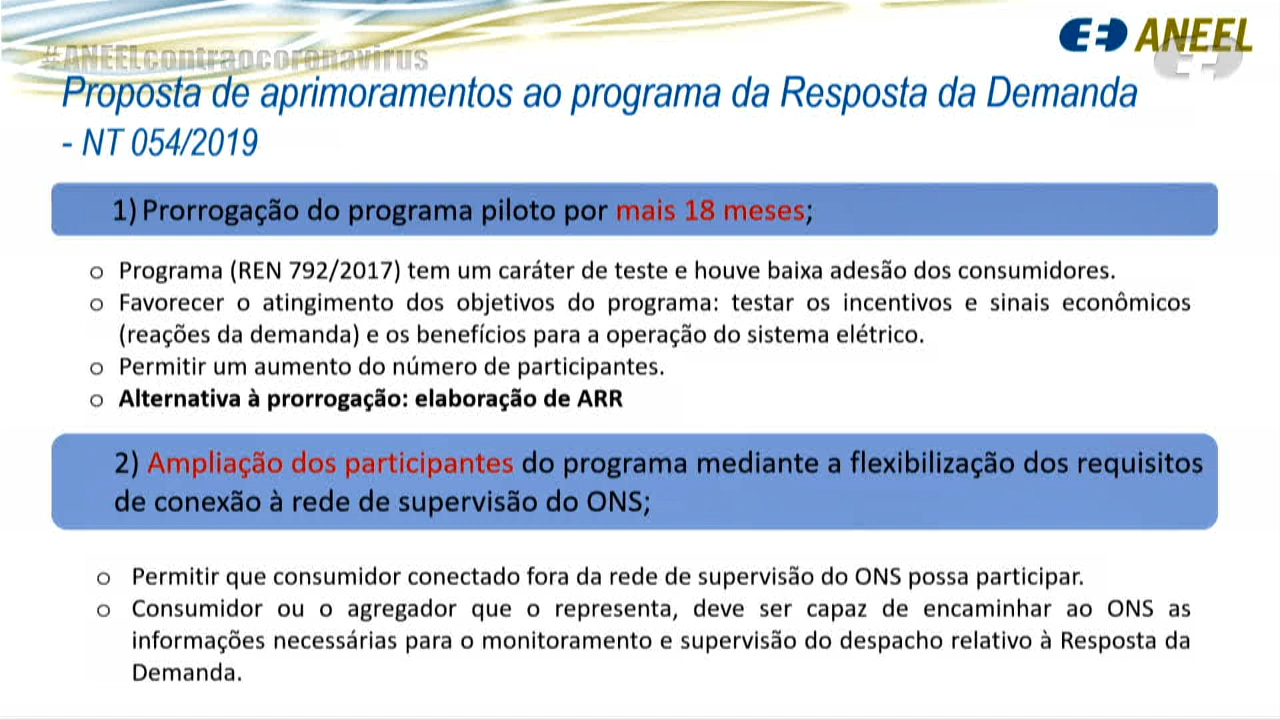 ANEEL
#ANEELcontraocoronavirus
Proposta de aprimoramentos ao programa da Resposta da Demanda
- NT 054/2019
1) Prorrogação do programa piloto por mais 18 meses;
o Programa (REN 792/2017) tem um caráter de teste e houve baixa adesão dos consumidores.
o Favorecer o atingimento dos objetivos do programa: testar os incentivos e sinais econômicos
(reações da demanda) e os benefícios para a operação do sistema elétrico.
o Permitir um aumento do número de participantes.
o Alternativa à prorrogação: elaboração de ARR
2) Ampliação dos participantes do programa mediante a flexibilização dos requisitos
de conexão à rede de supervisão do ONS;
o Permitir que consumidor conectado fora da rede de supervisão do ONS possa participar.
o Consumidor ou o agregador que o representa, deve ser capaz de encaminhar ao ONS as
informações necessárias para o monitoramento e supervisão do despacho relativo à Resposta da
Demanda.